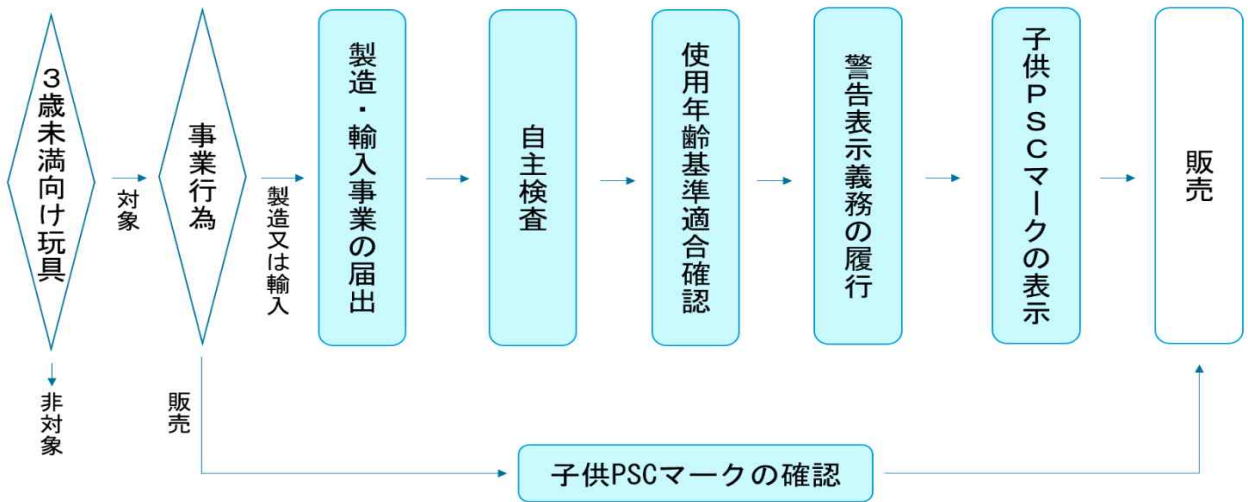 3歳未満向け玩具
対象
非対象
事業行為
製造又は輸入
販売
製造・輸入事業の届出
自主検査
使用年齢基準適合確認
警告表示義務の履行
子供PSCマークの表示
販売
子供PSCマークの確認